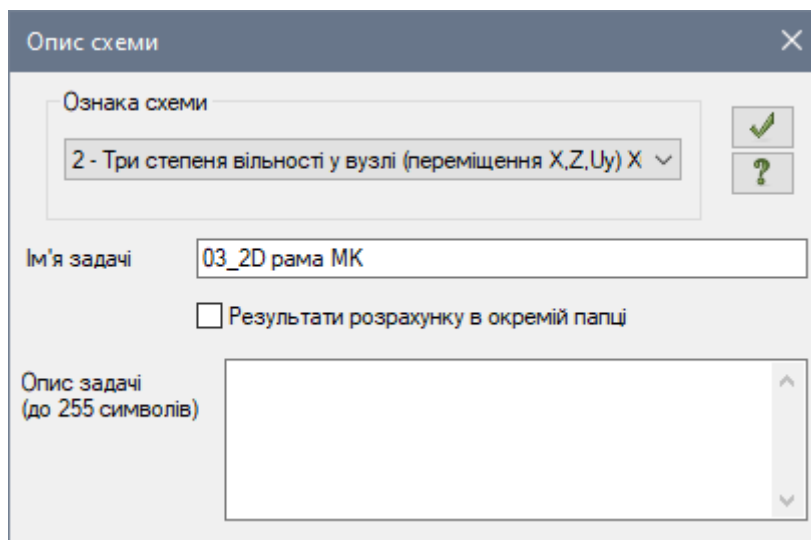 Опис схеми
Ознака схеми
2 - Три степеня вільності у вузлі (переміщення X,Z,Uy) X
Ім'я задачі
03_2D рама МК
Результати розрахунку в окремій папці
Опис задачі
(до 255 символів)